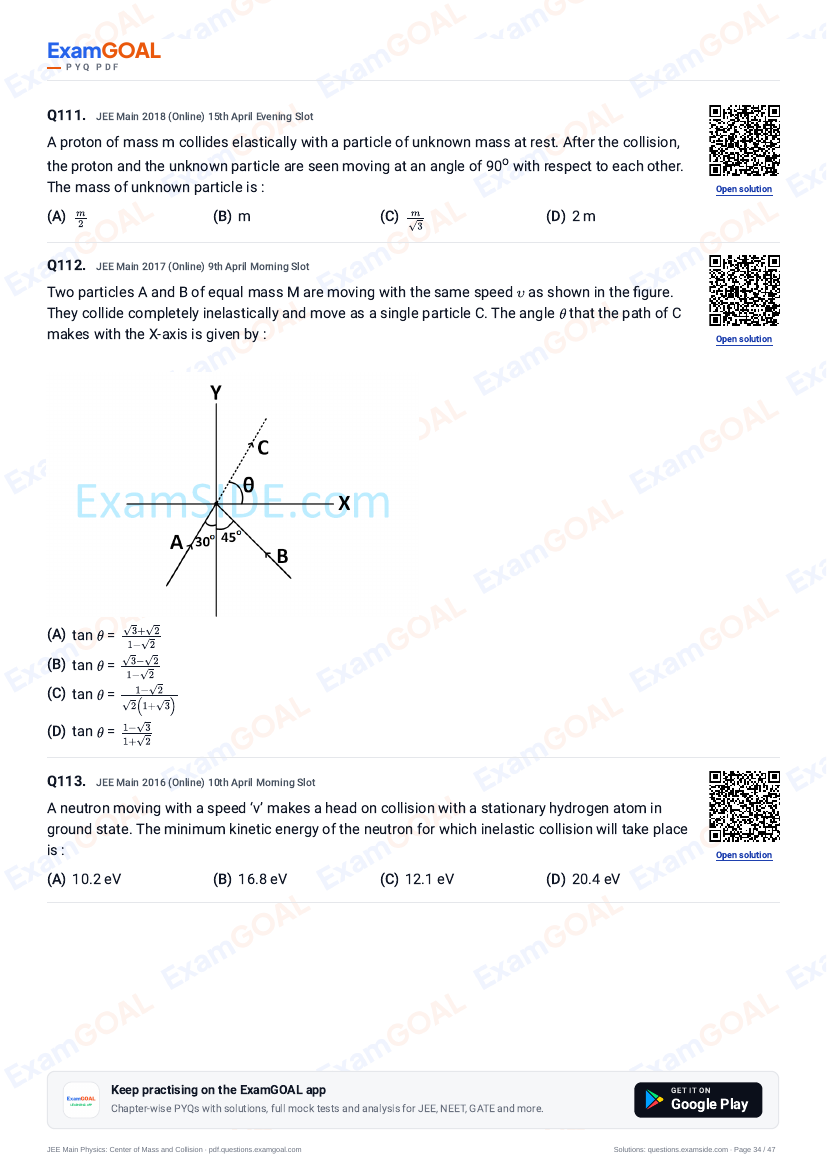 ExamGOAL
PYQ PDF
Q111. JEE Main 2018 (Online) 15th April Evening Slot
A proton of mass m collides elastically with a particle of unknown mass at rest. After the collision,
the proton and the unknown particle are seen moving at an angle of 90° with respect to each other.
The mass of unknown particle is :
(A) m/2 (B) m (C) m/√3 (D) 2 m
Open solution
Q112. JEE Main 2017 (Online) 9th April Morning Slot
Two particles A and B of equal mass M are moving with the same speed υ as shown in the figure.
They collide completely inelastically and move as a single particle C. The angle θ that the path of C
makes with the X-axis is given by :
Open solution
Y
C
θ
ExamSIDE.com
X
A 30° 45° B
(A) tan θ = (√3+√2)/(1−√2)
(B) tan θ = (√3−√2)/(1−√2)
(C) tan θ = (1−√2)/(√2(1+√3))
(D) tan θ = (1−√3)/(1+√2)
Q113. JEE Main 2016 (Online) 10th April Morning Slot
A neutron moving with a speed ‘v’ makes a head on collision with a stationary hydrogen atom in
ground state. The minimum kinetic energy of the neutron for which inelastic collision will take place
is :
(A) 10.2 eV (B) 16.8 eV (C) 12.1 eV (D) 20.4 eV
Open solution
Keep practising on the ExamGOAL app
Chapter-wise PYQs with solutions, full mock tests and analysis for JEE, NEET, GATE and more.
GET IT ON
Google Play
JEE Main Physics: Center of Mass and Collision · pdf.questions.examgoal.com
Solutions: questions.examside.com · Page 34 / 47